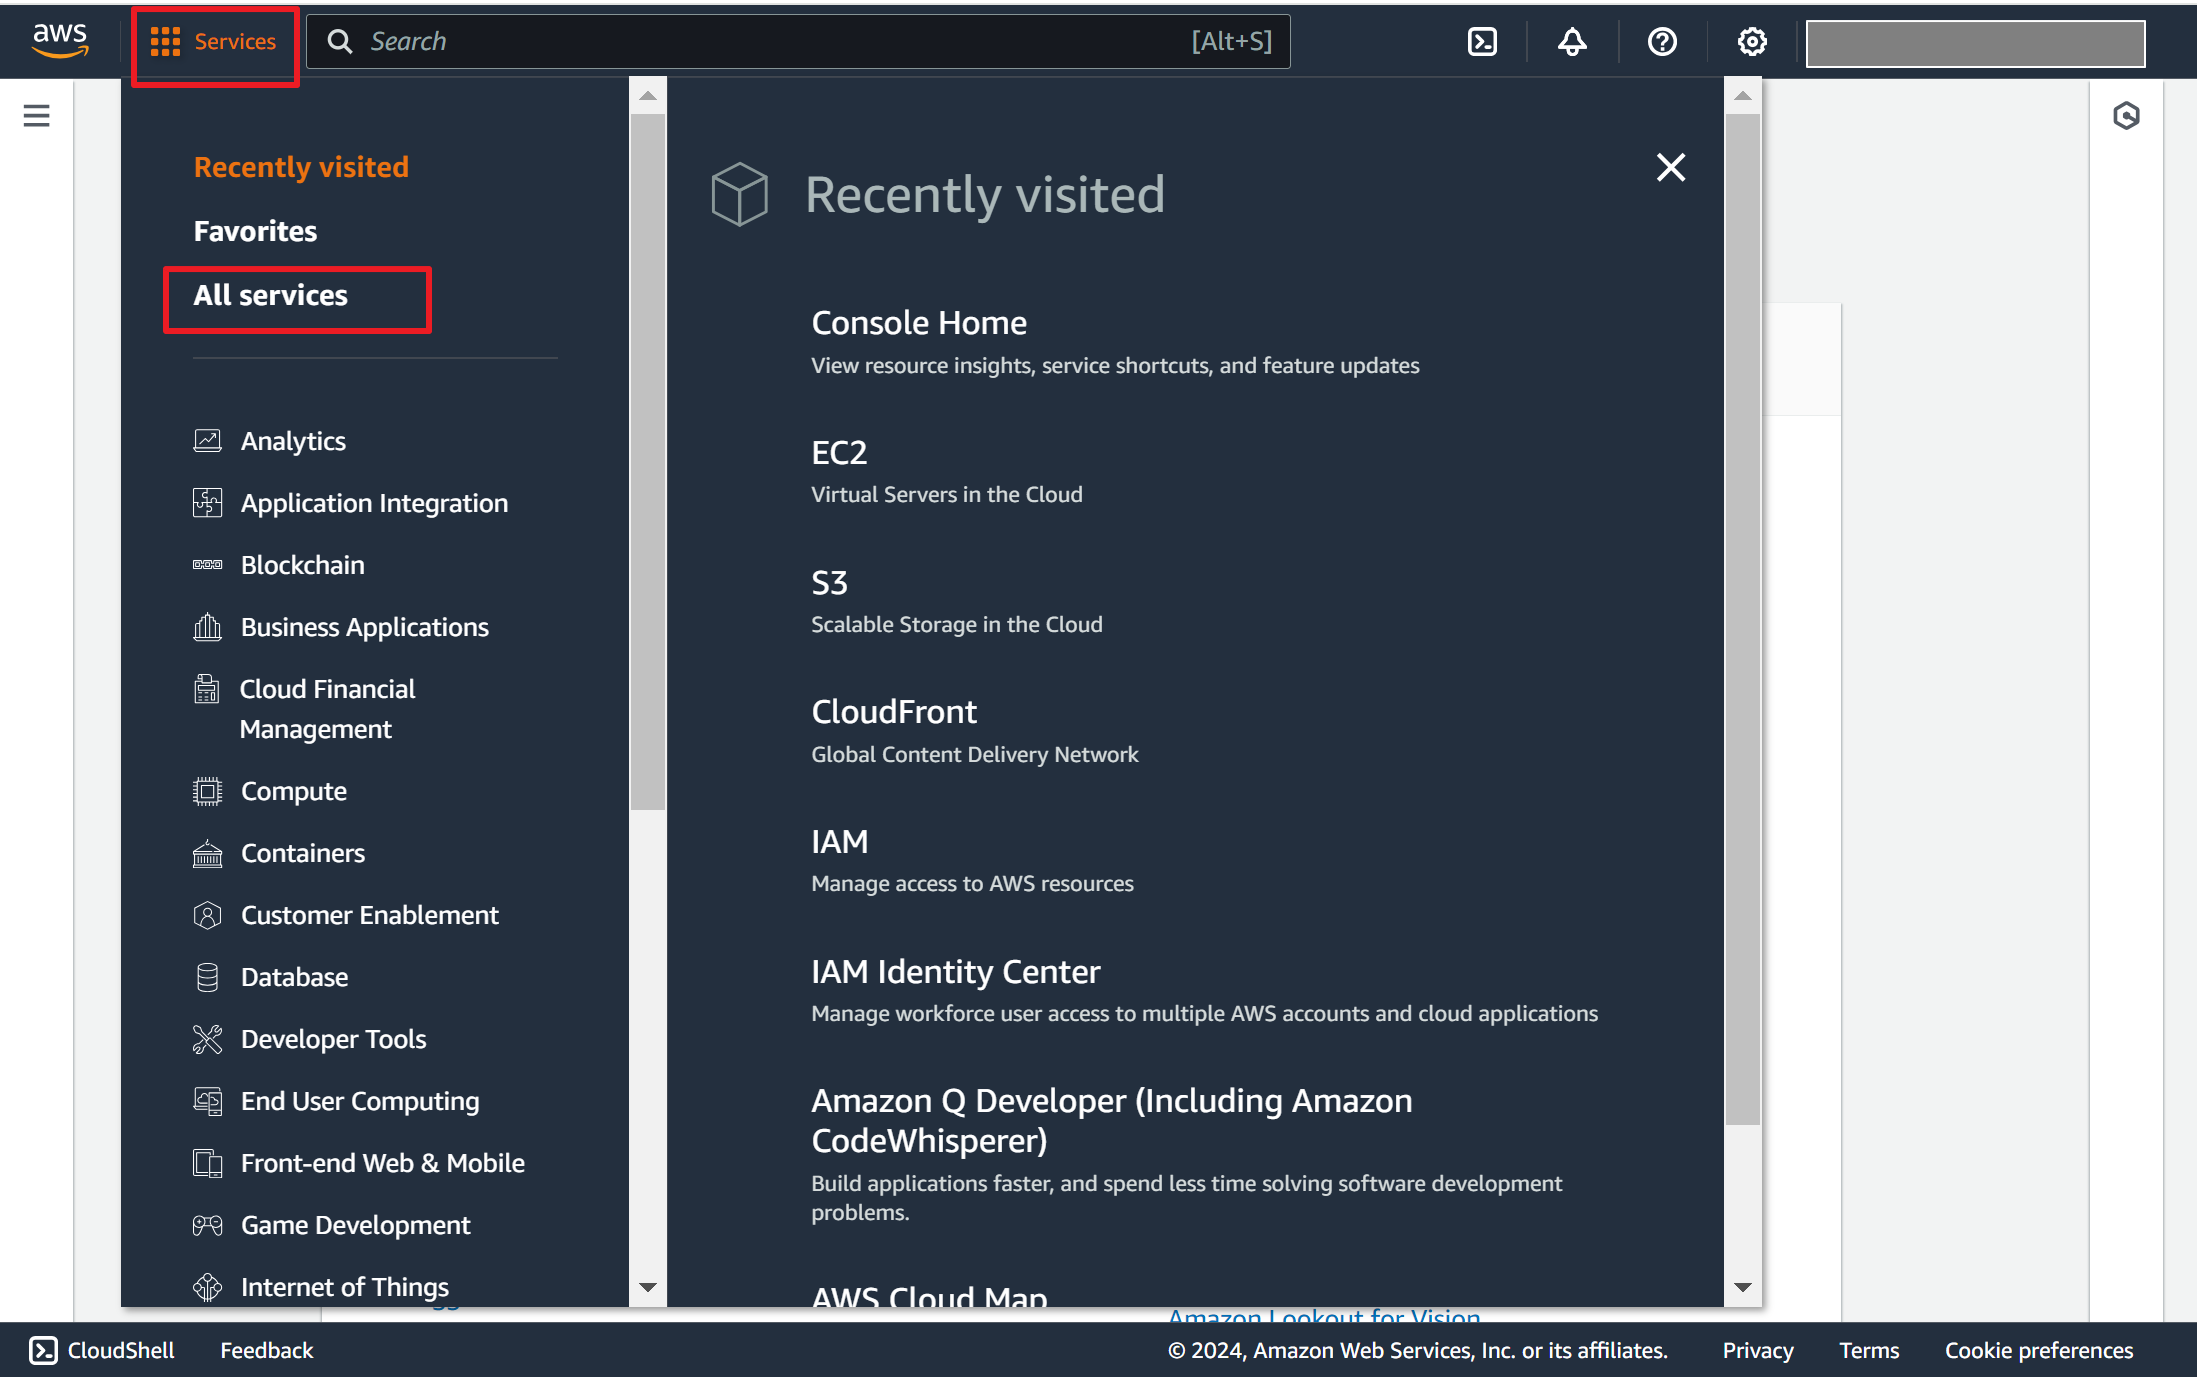 aws
Services
Search
[Alt+S]
Recently visited
Favorites
All services
Analytics
Application Integration
Blockchain
Business Applications
Cloud Financial
Management
Compute
Containers
Customer Enablement
Database
Developer Tools
End User Computing
Front-end Web & Mobile
Game Development
Internet of Things
Recently visited
Console Home
View resource insights, service shortcuts, and feature updates
EC2
Virtual Servers in the Cloud
S3
Scalable Storage in the Cloud
CloudFront
Global Content Delivery Network
IAM
Manage access to AWS resources
IAM Identity Center
Manage workforce user access to multiple AWS accounts and cloud applications
Amazon Q Developer (Including Amazon
CodeWhisperer)
Build applications faster, and spend less time solving software development
problems.
AWS Cloud Map
Amazon Lookout for Vision
CloudShell
Feedback
© 2024, Amazon Web Services, Inc. or its affiliates.
Privacy
Terms
Cookie preferences